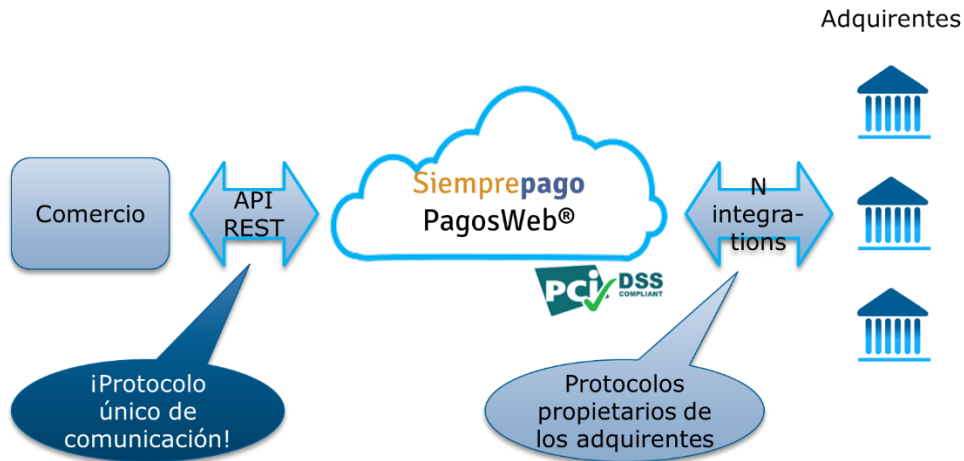 Adquirentes
Comercio
API
REST
Siemprepago
PagosWeb®
N
integra-
tions
PCi DSS
COMPLIANT
¡Protocolo
único de
comunicación!
Protocolos
propietarios de
los adquirentes